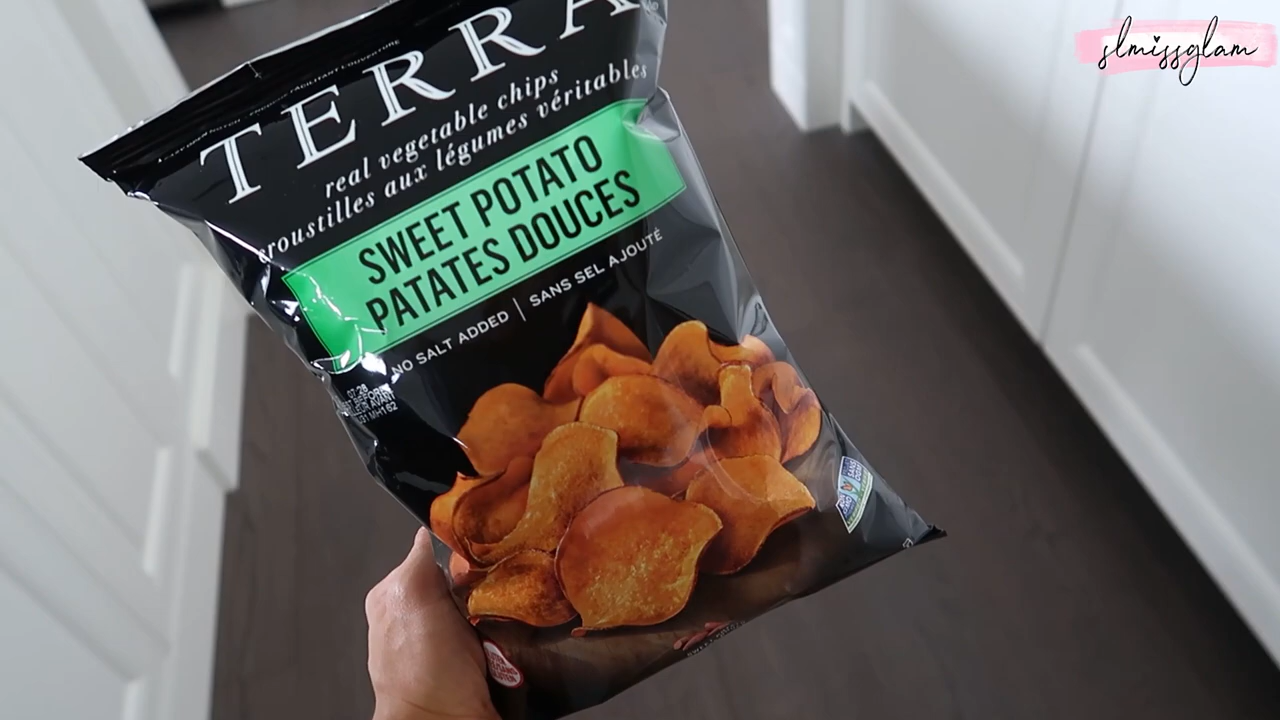 slmissglam
TERRA
real vegetable chips
croustilles aux légumes véritables
SWEET POTATO
PATATES DOUCES
NO SALT ADDED | SANS SEL AJOUTÉ